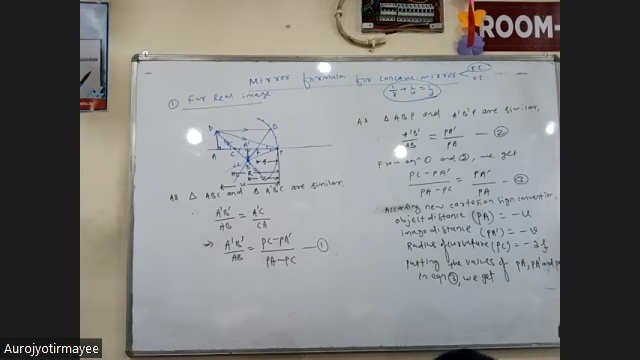 ROOM-
Mirror formula for concave mirror
1/v + 1/u = 1/f
① For Real image
As Δ ABC and Δ A'B'C are similar.
∴ A'B'/AB = A'C/CA
⇒ A'B'/AB = PC-PA'/PA-PC — ①
As Δ ABP and A'B'P are similar,
∴ A'B'/AB = PA'/PA — ②
From eqn ① and ②, we get
PC-PA'/PA-PC = PA'/PA — ③
According new cartesian sign convention,
object distance (PA) = -u
image distance (PA') = -v
Radius of curvature (PC) = -2f
Putting the values of PA, PA' and
in eqn ③, we get
Aurojyotirmayee